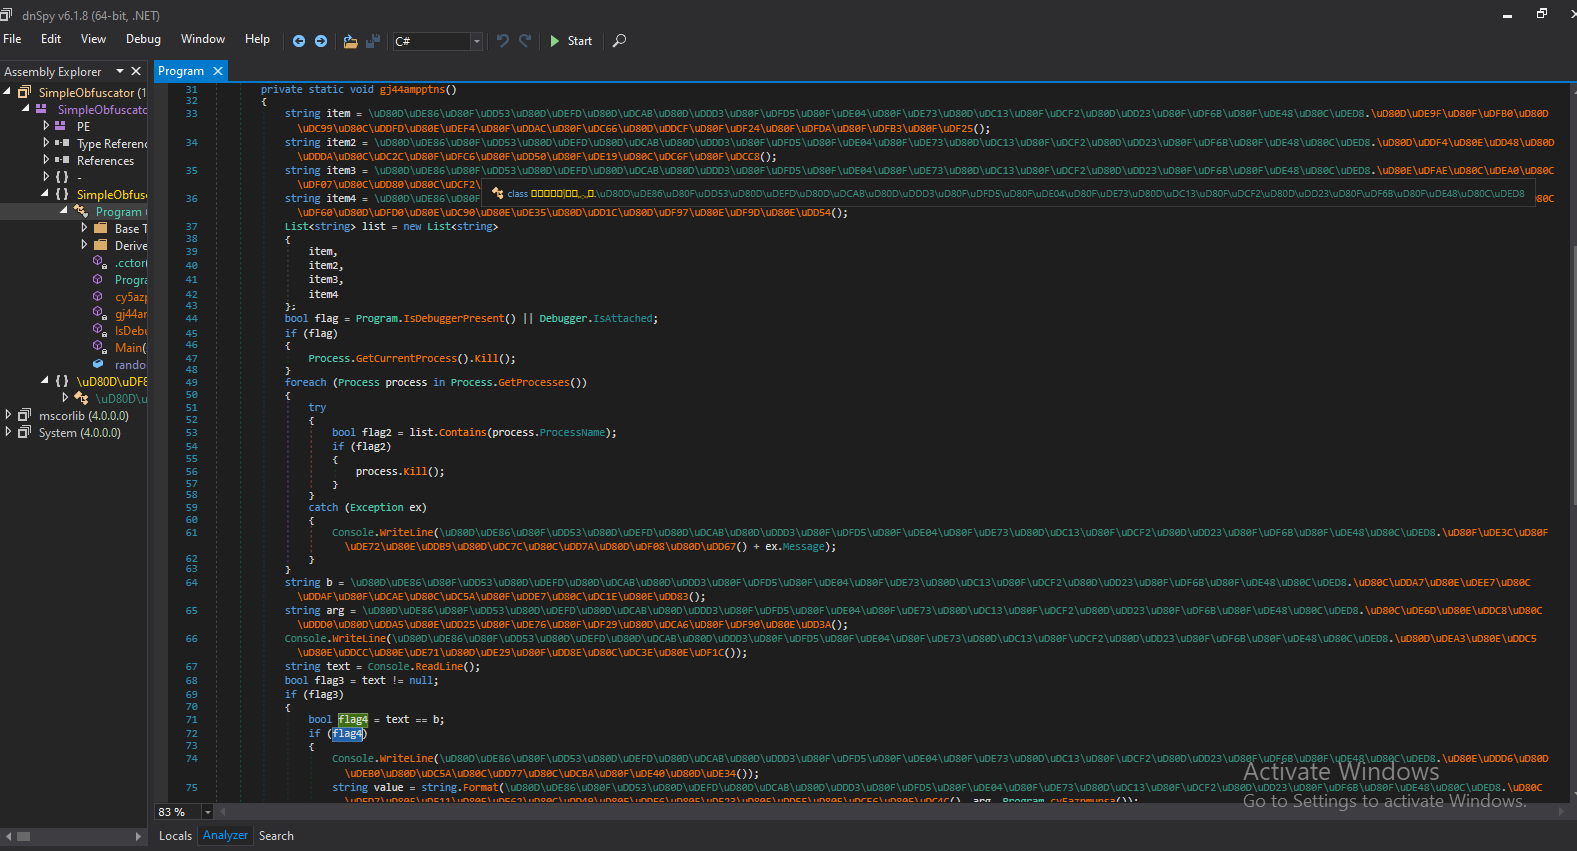 dnSpy v6.1.8 (64-bit, .NET)
File Edit View Debug Window Help C# Start
Assembly Explorer
Program
SimpleObfuscator (1
SimpleObfuscato
PE
Type Referenc
References
-
SimpleObfusc
Program
Base T
Derive
.cctor(
Progra
cy5azp
gj44ar
IsDebu
Main(
rando
\uD80D\uDF8
\uD80D\u
mscorlib (4.0.0.0)
System (4.0.0.0)
31 private static void gj44ampptns()
32 {
33 string item = \uD80D\uDE86\uD80F\uDD53\uD80D\uDEFD\uD80D\uDCAB\uD80D\uDDD3\uD80F\uDFD5\uD80F\uDE04\uD80F\uDE73\uD80D\uDC13\uD80F\uDCF2\uD80D\uDD23\uD80F\uDF6B\uD80F\uDE48\uD80C\uDED8.\uD80D\uDE9F\uD80F\uDFB0\uD80D
\uDC99\uD80C\uDDFD\uD80E\uDEF4\uD80F\uDDAC\uD80F\uDC66\uD80D\uDDCF\uD80F\uDF24\uD80F\uDFDA\uD80F\uDFB3\uD80F\uDF25();
34 string item2 = \uD80D\uDE86\uD80F\uDD53\uD80D\uDEFD\uD80D\uDCAB\uD80D\uDDD3\uD80F\uDFD5\uD80F\uDE04\uD80F\uDE73\uD80D\uDC13\uD80F\uDCF2\uD80D\uDD23\uD80F\uDF6B\uD80F\uDE48\uD80C\uDED8.\uD80D\uDDF4\uD80E\uDD48\uD80D
\uDDDA\uD80C\uDC2C\uD80F\uDFC6\uD80F\uDD50\uD80F\uDE19\uD80C\uDC6F\uD80F\uDCC8();
35 string item3 = \uD80D\uDE86\uD80F\uDD53\uD80D\uDEFD\uD80D\uDCAB\uD80D\uDDD3\uD80F\uDFD5\uD80F\uDE04\uD80F\uDE73\uD80D\uDC13\uD80F\uDCF2\uD80D\uDD23\uD80F\uDF6B\uD80F\uDE48\uD80C\uDED8.\uD80E\uDFAE\uD80C\uDEA0\uD80C
\uDF07\uD80C\uDD80\uD80C\uDCF2\
class .\uD80D\uDE86\uD80F\uDD53\uD80D\uDEFD\uD80D\uDCAB\uD80D\uDDD3\uD80F\uDFD5\uD80F\uDE04\uD80F\uDE73\uD80D\uDC13\uD80F\uDCF2\uD80D\uDD23\uD80F\uDF6B\uD80F\uDE48\uD80C\uDED8
36 string item4 = \uD80D\uDE86\uD80F\ D80C
\uDF60\uD80D\uDFD0\uD80E\uDC90\uD80E\uDE35\uD80D\uDD1C\uD80D\uDF97\uD80E\uDF9D\uD80E\uDD54();
37 List<string> list = new List<string>
38 {
39 item,
40 item2,
41 item3,
42 item4
43 };
44 bool flag = Program.IsDebuggerPresent() || Debugger.IsAttached;
45 if (flag)
46 {
47 Process.GetCurrentProcess().Kill();
48 }
49 foreach (Process process in Process.GetProcesses())
50 {
51 try
52 {
53 bool flag2 = list.Contains(process.ProcessName);
54 if (flag2)
55 {
56 process.Kill();
57 }
58 }
59 catch (Exception ex)
60 {
61 Console.WriteLine(\uD80D\uDE86\uD80F\uDD53\uD80D\uDEFD\uD80D\uDCAB\uD80D\uDDD3\uD80F\uDFD5\uD80F\uDE04\uD80F\uDE73\uD80D\uDC13\uD80F\uDCF2\uD80D\uDD23\uD80F\uDF6B\uD80F\uDE48\uD80C\uDED8.\uD80F\uDE3C\uD80F
\uDE72\uD80E\uDDB9\uD80D\uDC7C\uD80C\uDD7A\uD80D\uDF08\uD80D\uDD67() + ex.Message);
62 }
63 }
64 string b = \uD80D\uDE86\uD80F\uDD53\uD80D\uDEFD\uD80D\uDCAB\uD80D\uDDD3\uD80F\uDFD5\uD80F\uDE04\uD80F\uDE73\uD80D\uDC13\uD80F\uDCF2\uD80D\uDD23\uD80F\uDF6B\uD80F\uDE48\uD80C\uDED8.\uD80C\uDDA7\uD80E\uDEE7\uD80C
\uDDAF\uD80F\uDCAE\uD80C\uDC5A\uD80F\uDDE7\uD80C\uDC1E\uD80E\uDD83();
65 string arg = \uD80D\uDE86\uD80F\uDD53\uD80D\uDEFD\uD80D\uDCAB\uD80D\uDDD3\uD80F\uDFD5\uD80F\uDE04\uD80F\uDE73\uD80D\uDC13\uD80F\uDCF2\uD80D\uDD23\uD80F\uDF6B\uD80F\uDE48\uD80C\uDED8.\uD80C\uDE6D\uD80E\uDDC8\uD80C
\uDDD0\uD80D\uDDA5\uD80E\uDD25\uD80F\uDE76\uD80F\uDF29\uD80D\uDCA6\uD80F\uDF90\uD80E\uDD3A();
66 Console.WriteLine(\uD80D\uDE86\uD80F\uDD53\uD80D\uDEFD\uD80D\uDCAB\uD80D\uDDD3\uD80F\uDFD5\uD80F\uDE04\uD80F\uDE73\uD80D\uDC13\uD80F\uDCF2\uD80D\uDD23\uD80F\uDF6B\uD80F\uDE48\uD80C\uDED8.\uD80D\uDEA3\uD80E\uDDC5
\uD80E\uDDCC\uD80E\uDE71\uD80D\uDE29\uD80F\uDD8E\uD80C\uDC3E\uD80E\uDF1C());
67 string text = Console.ReadLine();
68 bool flag3 = text != null;
69 if (flag3)
70 {
71 bool flag4 = text == b;
72 if (flag4)
73 {
74 Console.WriteLine(\uD80D\uDE86\uD80F\uDD53\uD80D\uDEFD\uD80D\uDCAB\uD80D\uDDD3\uD80F\uDFD5\uD80F\uDE04\uD80F\uDE73\uD80D\uDC13\uD80F\uDCF2\uD80D\uDD23\uD80F\uDF6B\uD80F\uDE48\uD80C\uDED8.\uD80E\uDDD6\uD80D
\uDEB0\uD80D\uDC5A\uD80C\uDD77\uD80C\uDCBA\uD80F\uDE40\uD80D\uDE34());
75 string value = string.Format(\uD80D\uDE86\uD80F\uDD53\uD80D\uDEFD\uD80D\uDCAB\uD80D\uDDD3\uD80F\uDFD5\uD80F\uDE04\uD80F\uDE73\uD80D\uDC13\uD80F\uDCF2\uD80D\uDD23\uD80F\uDF6B\uD80F\uDE48\uD80C\uDED8.\uD80C
Activate Windows
Go to Settings to activate Windows.
83 %
Locals Analyzer Search